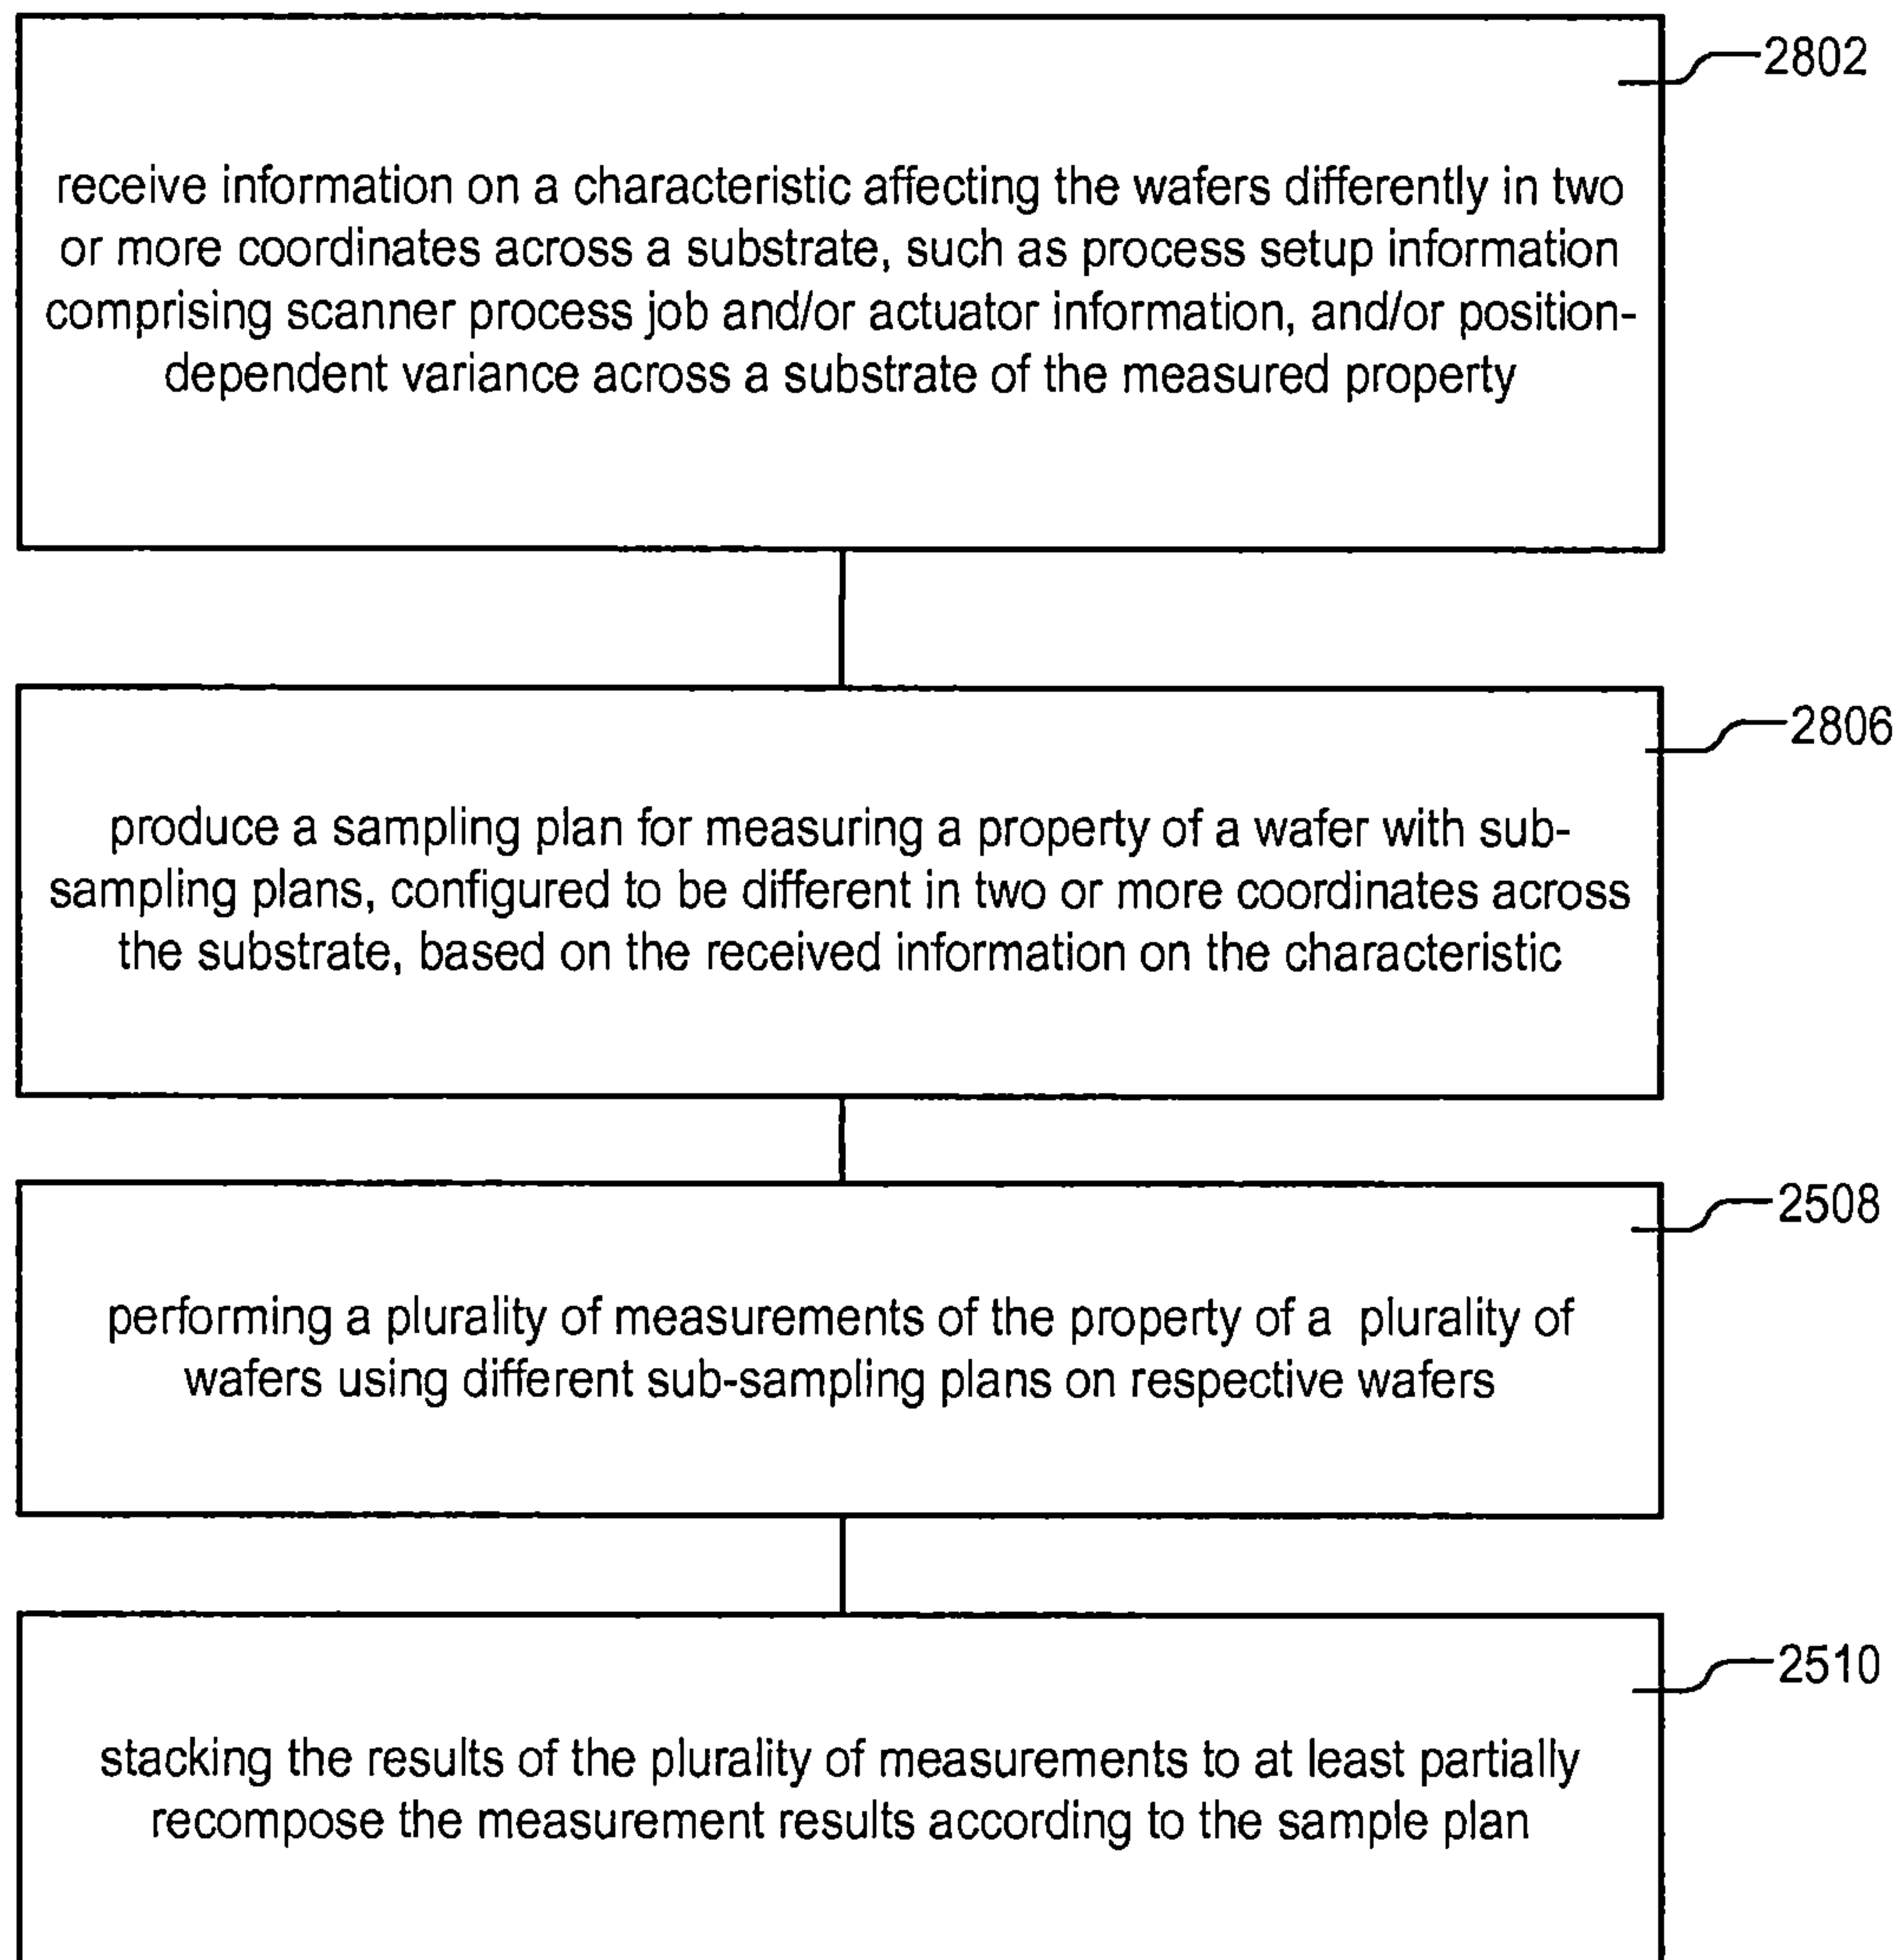 2802
receive information on a characteristic affecting the wafers differently in two
or more coordinates across a substrate, such as process setup information
comprising scanner process job and/or actuator information, and/or position-
dependent variance across a substrate of the measured property
2806
produce a sampling plan for measuring a property of a wafer with sub-
sampling plans, configured to be different in two or more coordinates across
the substrate, based on the received information on the characteristic
2508
performing a plurality of measurements of the property of a plurality of
wafers using different sub-sampling plans on respective wafers
2510
stacking the results of the plurality of measurements to at least partially
recompose the measurement results according to the sample plan